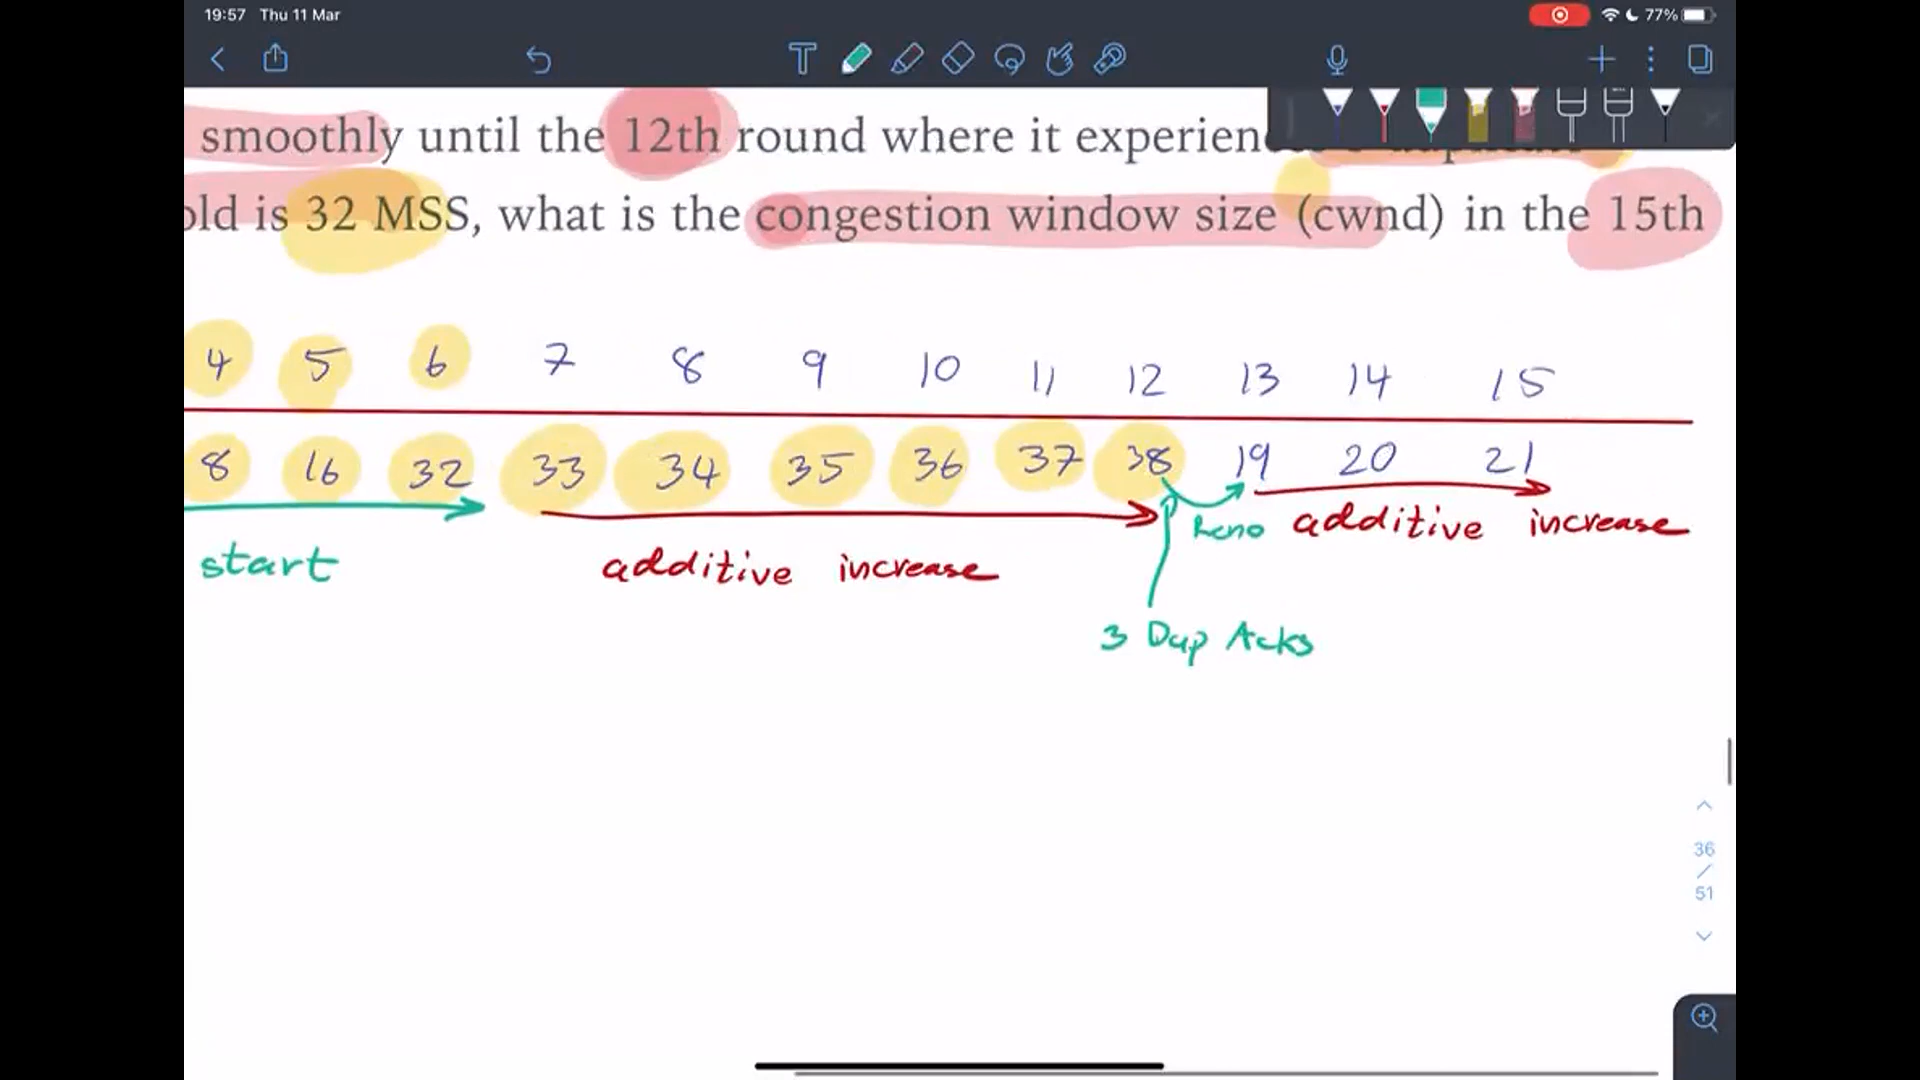 19:57 Thu 11 Mar 77%
smoothly until the 12th round where it experien
old is 32 MSS, what is the congestion window size (cwnd) in the 15th
4 5 6 7 8 9 10 11 12 13 14 15
8 16 32 33 34 35 36 37 38 19 20 21
start additive increase Reno additive increase
3 Dup Acks
36
/
51